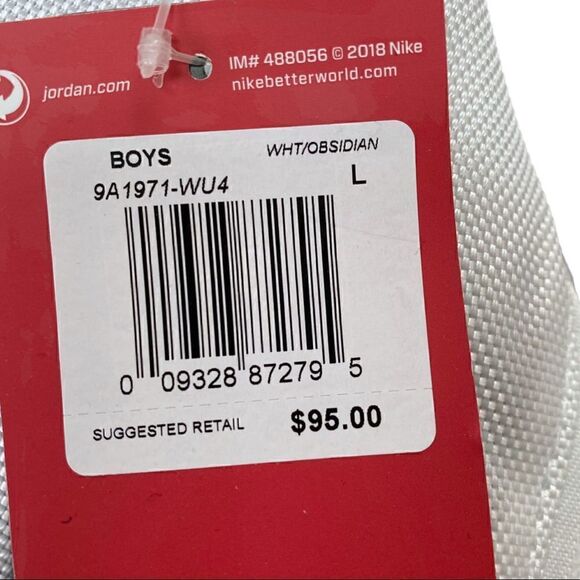 jordan.com
IM# 488056 © 2018 Nike
nikebetterworld.com
BOYS
WHT/OBSIDIAN
9A1971-WU4
L
0 09328 87279 5
SUGGESTED RETAIL $95.00